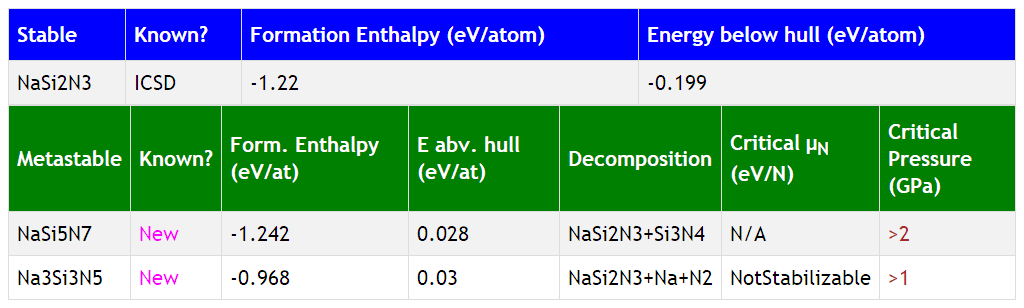 Stable Known? Formation Enthalpy (eV/atom) Energy below hull (eV/atom)
NaSi2N3 ICSD -1.22 -0.199
Metastable Known? Form. Enthalpy (eV/at) E abv. hull (eV/at) Decomposition Critical μN (eV/N) Critical Pressure (GPa)
NaSi5N7 New -1.242 0.028 NaSi2N3+Si3N4 N/A >2
Na3Si3N5 New -0.968 0.03 NaSi2N3+Na+N2 NotStabilizable >1